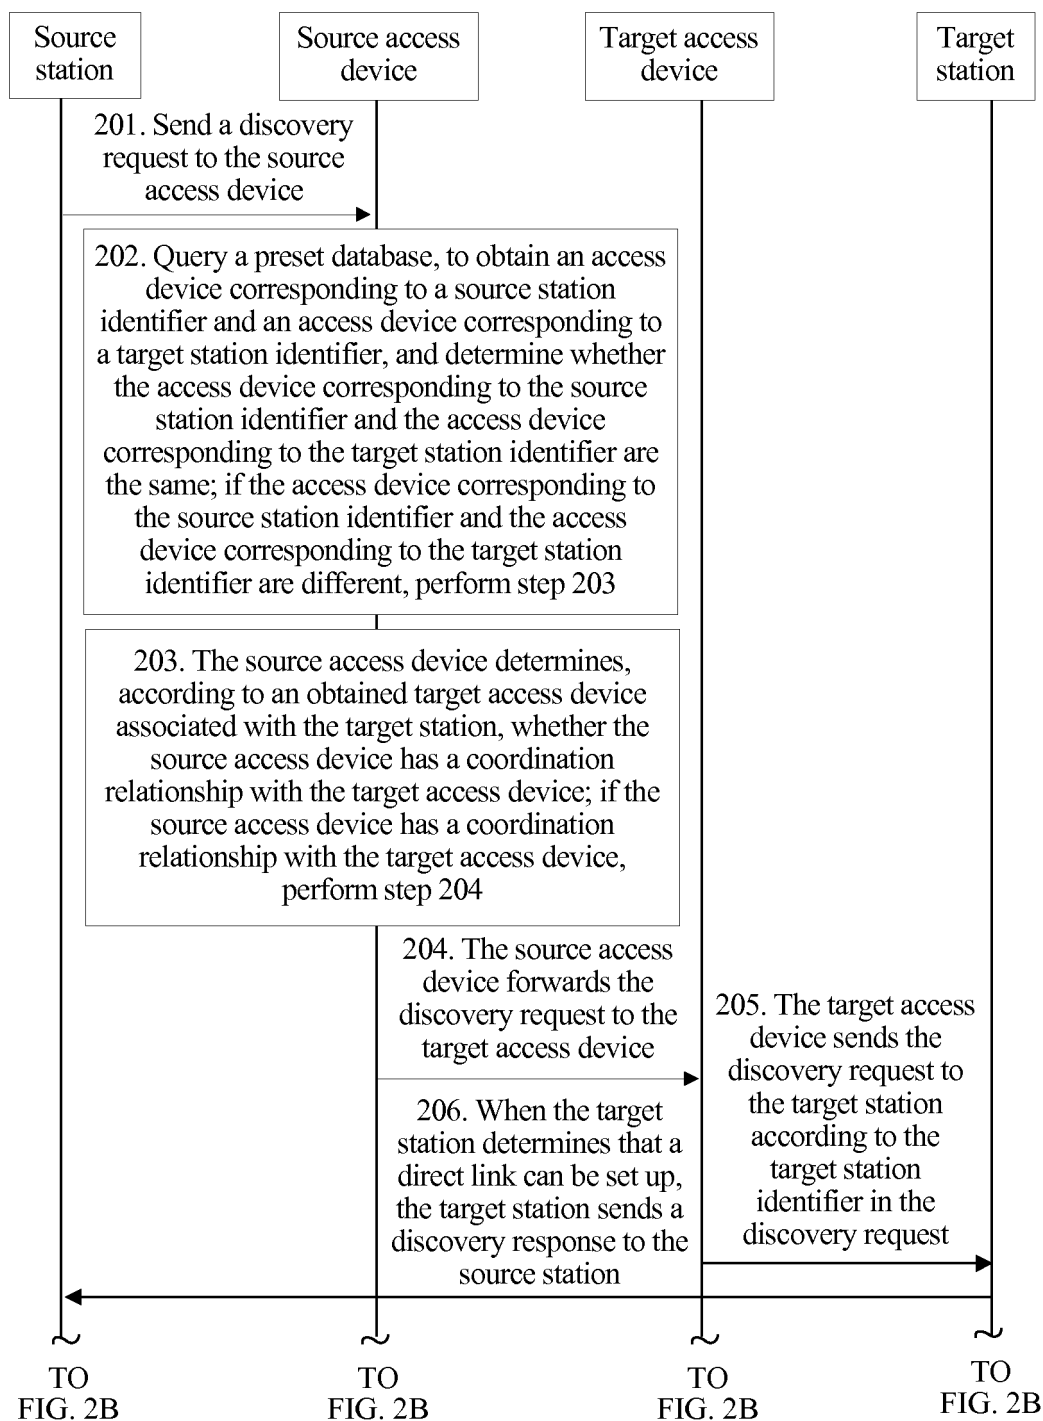 Source
station
Source access
device
Target access
device
Target
station
201. Send a discovery
request to the source
access device
202. Query a preset database, to obtain an access
device corresponding to a source station
identifier and an access device corresponding to
a target station identifier, and determine whether
the access device corresponding to the source
station identifier and the access device
corresponding to the target station identifier are
the same; if the access device corresponding to
the source station identifier and the access
device corresponding to the target station
identifier are different, perform step 203
203. The source access device determines,
according to an obtained target access device
associated with the target station, whether the
source access device has a coordination
relationship with the target access device; if the
source access device has a coordination
relationship with the target access device,
perform step 204
204. The source access
device forwards the
discovery request to the
target access device
205. The target access
device sends the
discovery request to
the target station
according to the
target station
identifier in the
discovery request
206. When the target
station determines that a
direct link can be set up,
the target station sends a
discovery response to the
source station
TO
FIG. 2B
TO
FIG. 2B
TO
FIG. 2B
TO
FIG. 2B